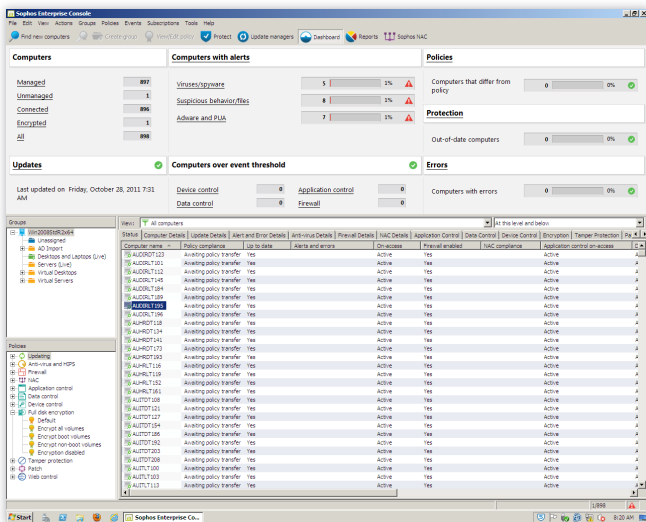 Sophos Enterprise Console
File Edit View Actions Groups Policies Events Subscriptions Tools Help
Find new computers Create group View/Edit policy Protect Update managers Dashboard Reports Sophos NAC
Computers
Managed 897
Unmanaged 1
Connected 896
Encrypted 1
All 898
Computers with alerts
Viruses/spyware 5 1%
Suspicious behavior/files 8 1%
Adware and PUA 7 1%
Policies
Computers that differ from policy 0 0%
Protection
Out-of-date computers 0 0%
Updates
Last updated on Friday, October 28, 2011 7:31 AM
Computers over event threshold
Device control 0 Application control 0
Data control 0 Firewall 0
Errors
Computers with errors 0 0%
Groups
Win2008StdR2x64
Unassigned
AD Import
Desktops and Laptops (Live)
Servers (Live)
Virtual Desktops
Virtual Servers
Policies
Updating
Anti-virus and HIPS
Firewall
NAC
Application control
Data control
Device control
Full disk encryption
Default
Encrypt all volumes
Encrypt boot volumes
Encrypt non-boot volumes
Encryption disabled
Tamper protection
Patch
Web control
View: All computers At this level and below
Status Computer Details Update Details Alert and Error Details Anti-virus Details Firewall Details NAC Details Application Control Data Control Device Control Encryption Tamper Protection Pa
Computer name Policy compliance Up to date Alerts and errors On-access Firewall enabled NAC compliance Application control on-access
AUDIRDT123 Awaiting policy transfer Yes Active Yes Active
AUDIRLT101 Awaiting policy transfer Yes Active Yes Active
AUDIRLT112 Awaiting policy transfer Yes Active Yes Active
AUDIRLT145 Awaiting policy transfer Yes Active Yes Active
AUDIRLT184 Awaiting policy transfer Yes Active Yes Active
AUDIRLT189 Awaiting policy transfer Yes Active Yes Active
AUDIRLT195 Awaiting policy transfer Yes Active Yes Active
AUDIRLT196 Awaiting policy transfer Yes Active Yes Active
AUHRDT118 Awaiting policy transfer Yes Active Yes Active
AUHRDT134 Awaiting policy transfer Yes Active Yes Active
AUHRDT141 Awaiting policy transfer Yes Active Yes Active
AUHRDT173 Awaiting policy transfer Yes Active Yes Active
AUHRDT193 Awaiting policy transfer Yes Active Yes Active
AUHRLT116 Awaiting policy transfer Yes Active Yes Active
AUHRLT119 Awaiting policy transfer Yes Active Yes Active
AUHRLT152 Awaiting policy transfer Yes Active Yes Active
AUHRLT161 Awaiting policy transfer Yes Active Yes Active
AUITDT108 Awaiting policy transfer Yes Active Yes Active
AUITDT121 Awaiting policy transfer Yes Active Yes Active
AUITDT127 Awaiting policy transfer Yes Active Yes Active
AUITDT154 Awaiting policy transfer Yes Active Yes Active
AUITDT186 Awaiting policy transfer Yes Active Yes Active
AUITDT192 Awaiting policy transfer Yes Active Yes Active
AUITDT203 Awaiting policy transfer Yes Active Yes Active
AUITDT208 Awaiting policy transfer Yes Active Yes Active
AUITLT100 Awaiting policy transfer Yes Active Yes Active
AUITLT103 Awaiting policy transfer Yes Active Yes Active
AUITLT113 Awaiting policy transfer Yes Active Yes Active
1/898
Start Sophos Enterprise Co... 8:20 AM